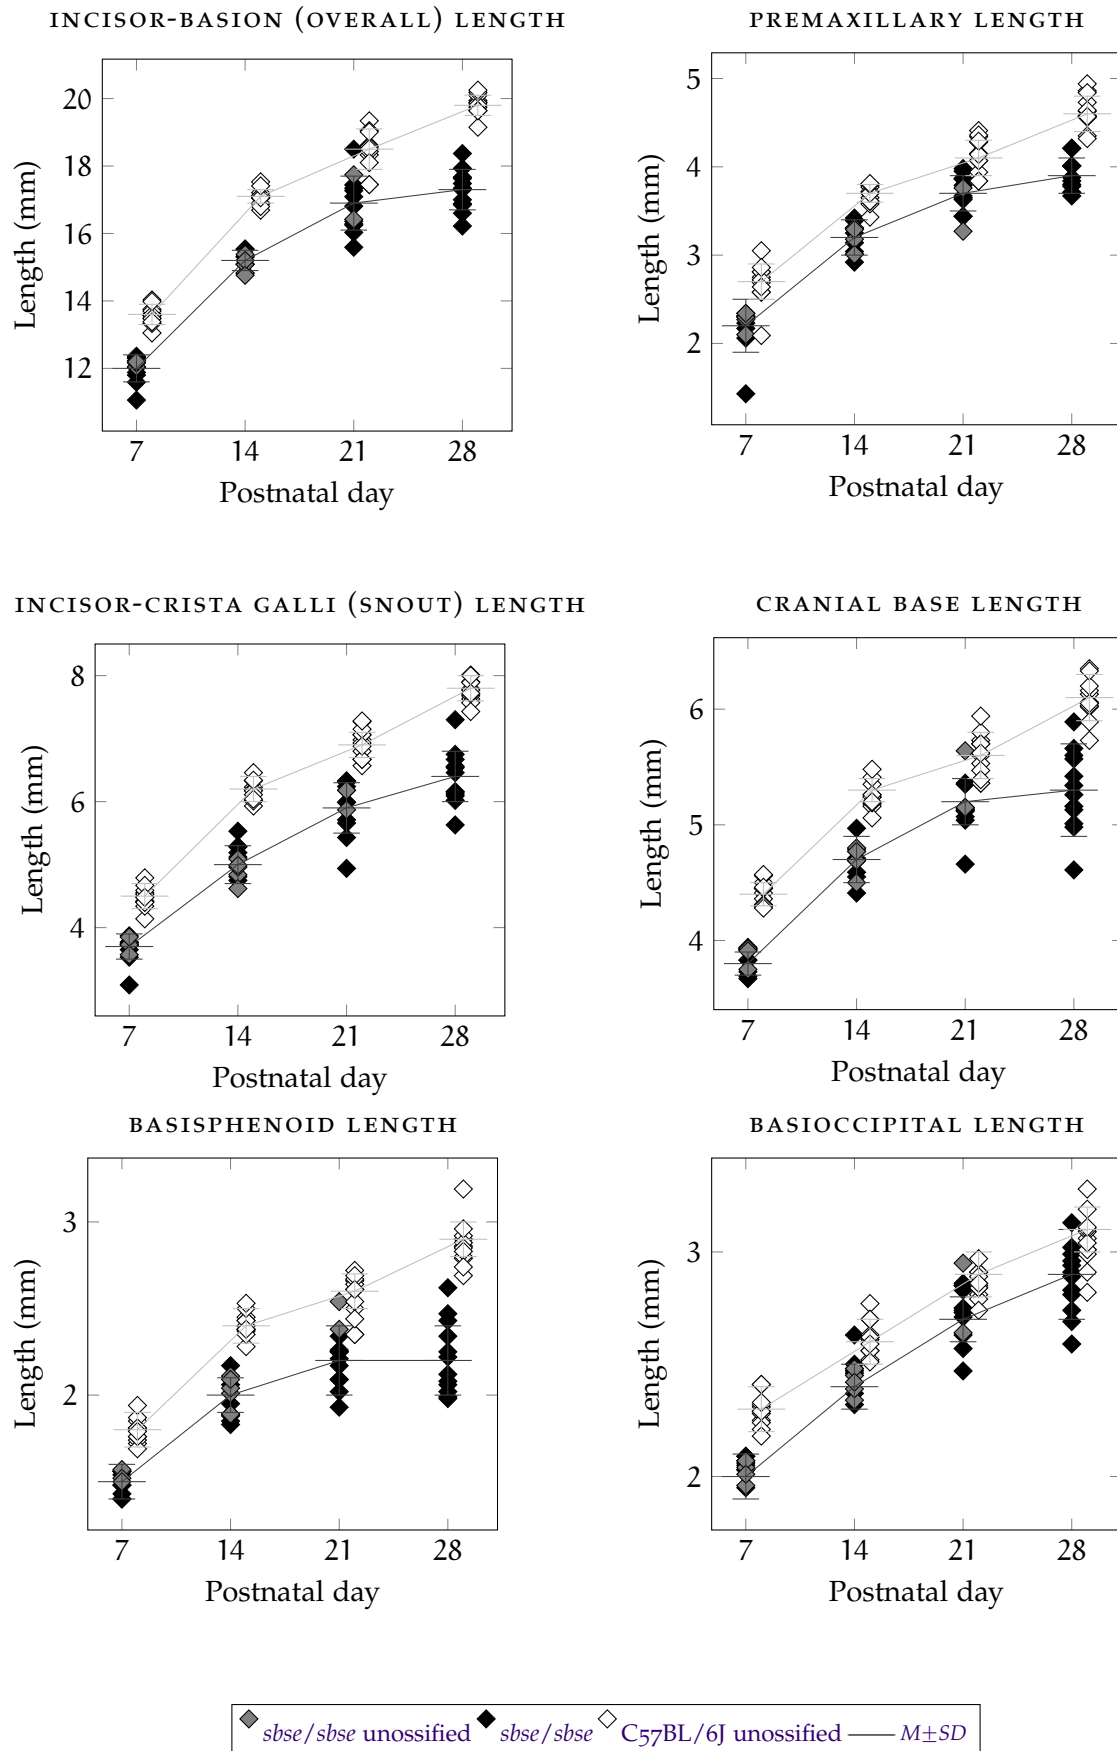 INCISOR-BASION (OVERALL) LENGTH
20
18
16
14
12
Length (mm)
7 14 21 28
Postnatal day
PREMAXILLARY LENGTH
5
4
3
2
Length (mm)
7 14 21 28
Postnatal day
INCISOR-CRISTA GALLI (SNOUT) LENGTH
8
6
4
Length (mm)
7 14 21 28
Postnatal day
CRANIAL BASE LENGTH
6
5
4
Length (mm)
7 14 21 28
Postnatal day
BASISPHENOID LENGTH
3
2
Length (mm)
7 14 21 28
Postnatal day
BASIOCCIPITAL LENGTH
3
2
Length (mm)
7 14 21 28
Postnatal day
sbse/sbse unossified sbse/sbse C57BL/6J unossified M±SD